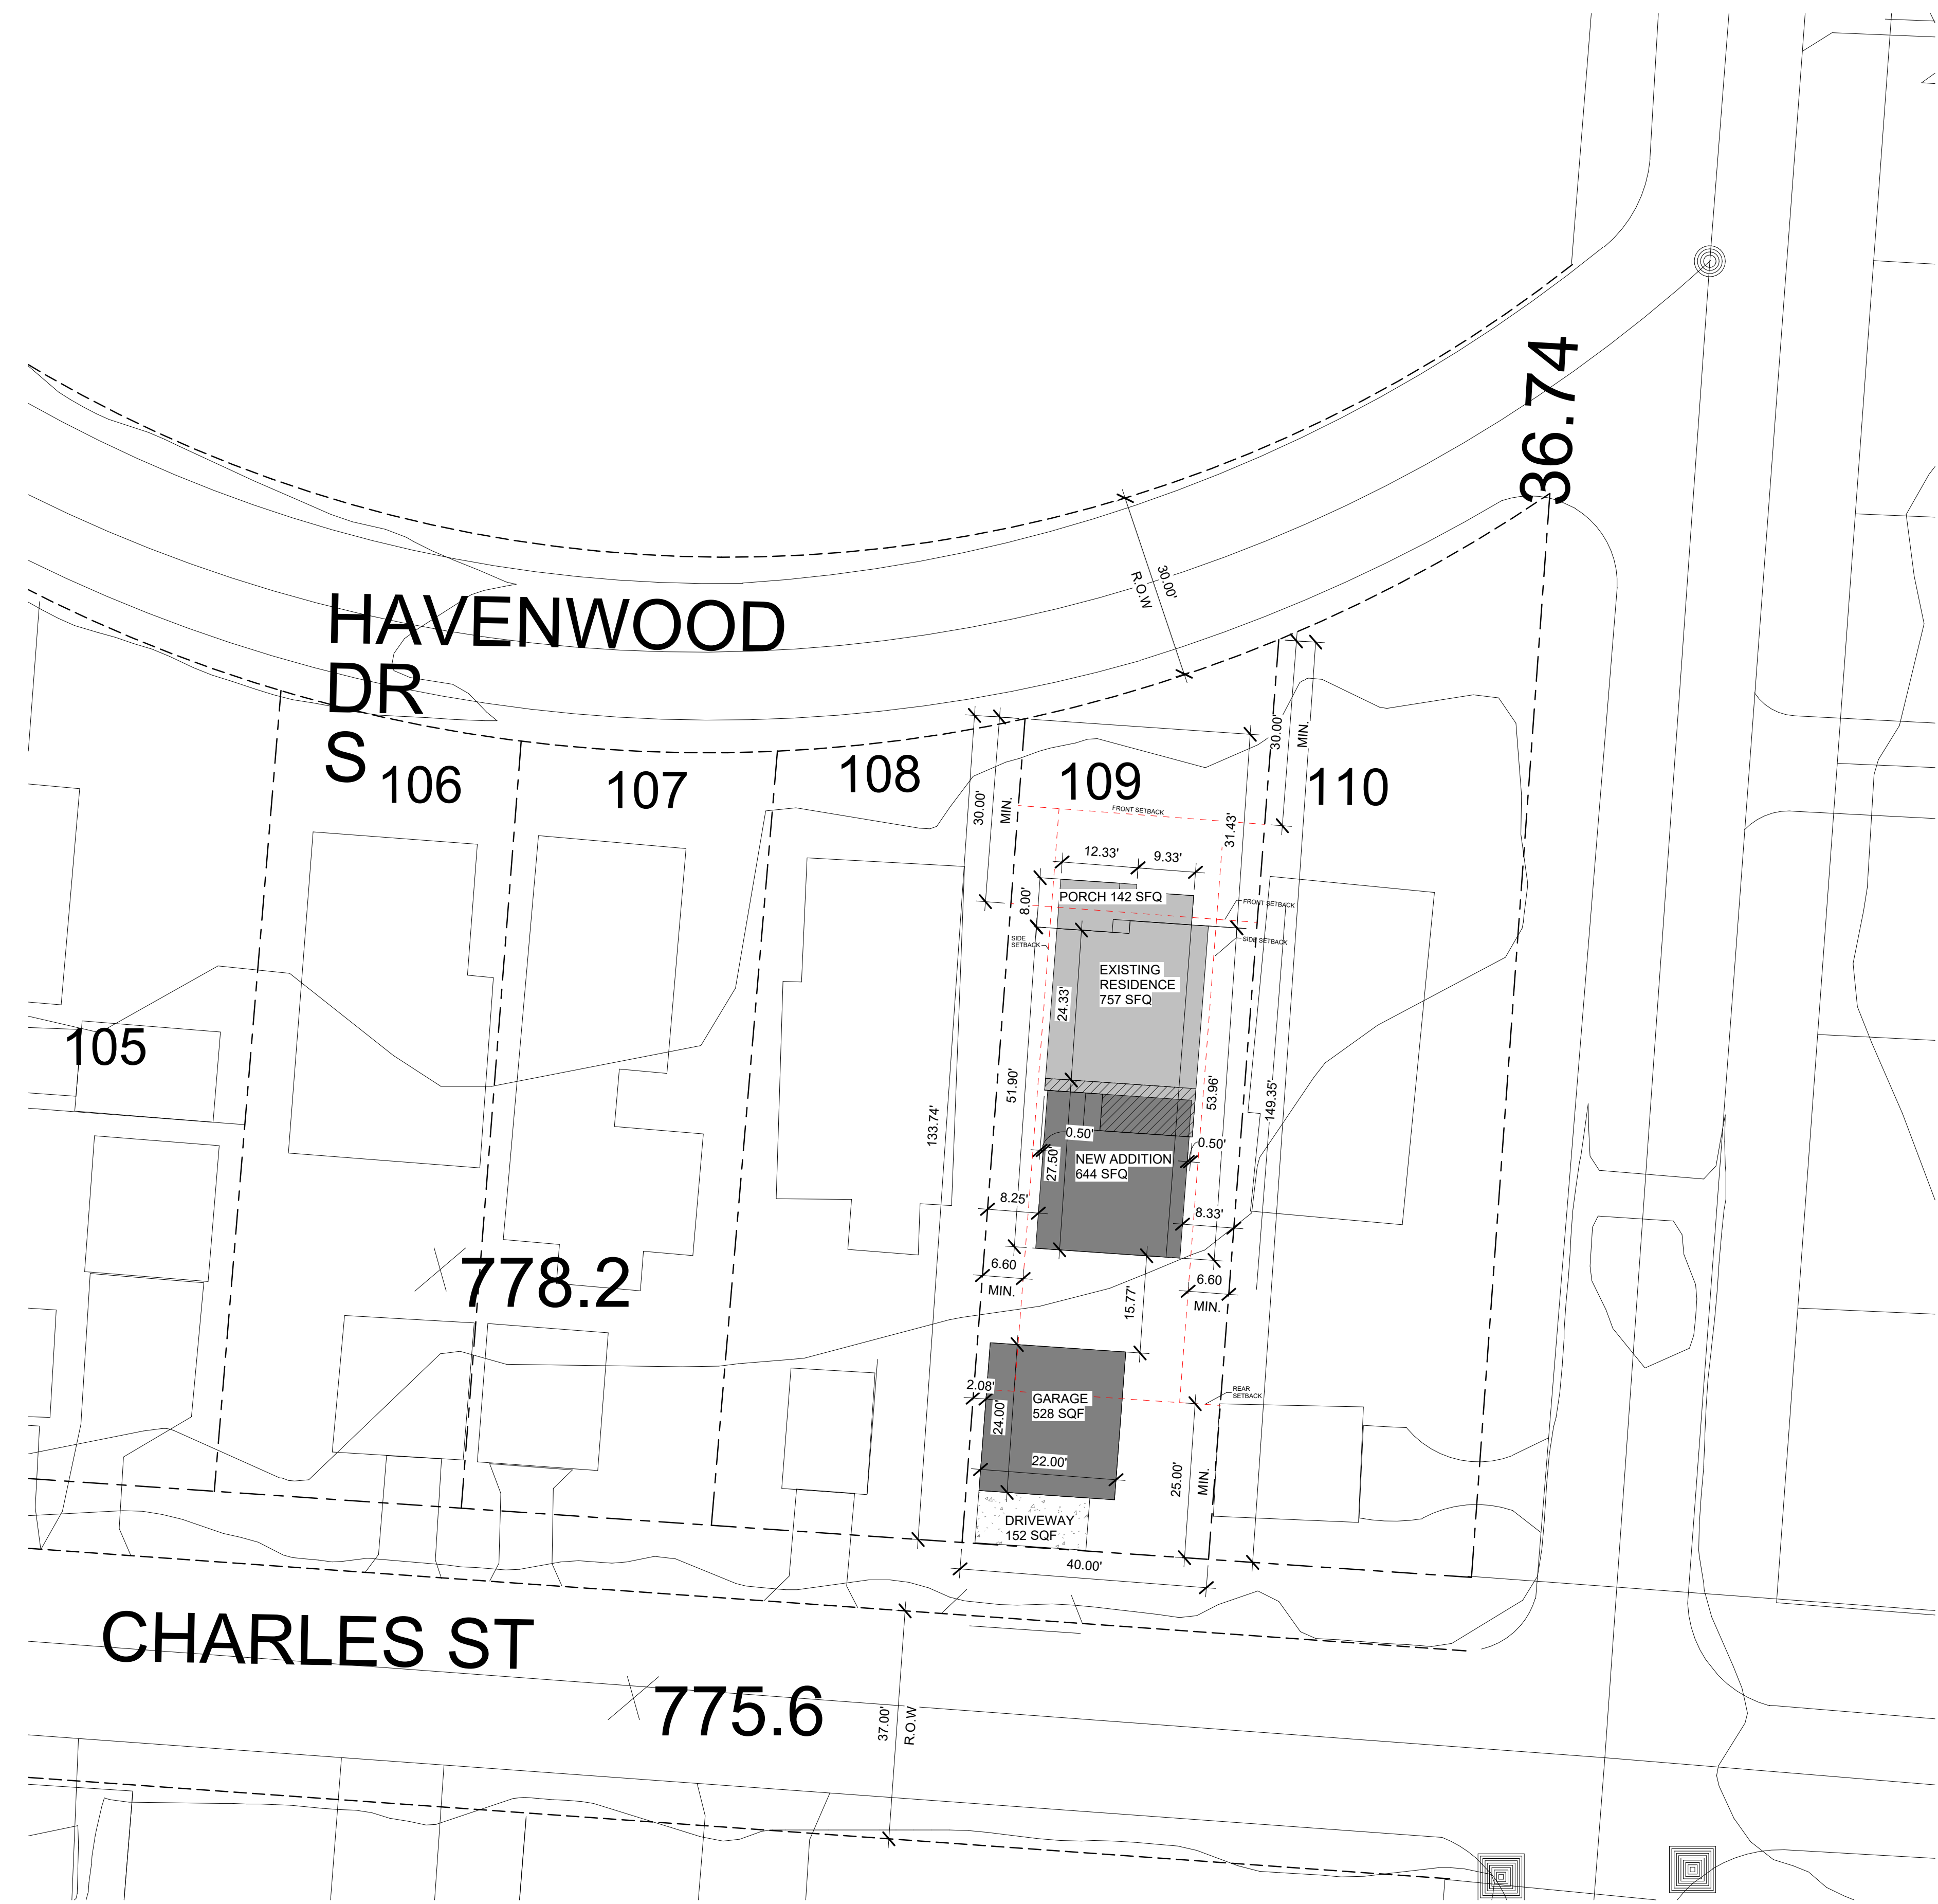 36.74
30.00'
R.O.W
HAVENWOOD
DR
S
106
107
108
109
110
105
30.00'
MIN.
30.00'
MIN.
FRONT SETBACK
31.43'
12.33'
9.33'
8.00'
PORCH 142 SFQ
FRONT SETBACK
SIDE
SETBACK
SIDE SETBACK
EXISTING
RESIDENCE
757 SFQ
24.33'
51.90'
53.96'
149.35'
133.74'
0.50'
0.50'
27.50'
NEW ADDITION
644 SFQ
8.25'
8.33'
6.60
MIN.
6.60
MIN.
15.77'
778.2
2.08'
REAR
SETBACK
GARAGE
528 SQF
24.00'
22.00'
25.00'
MIN.
DRIVEWAY
152 SQF
40.00'
CHARLES ST
775.6
37.00'
R.O.W